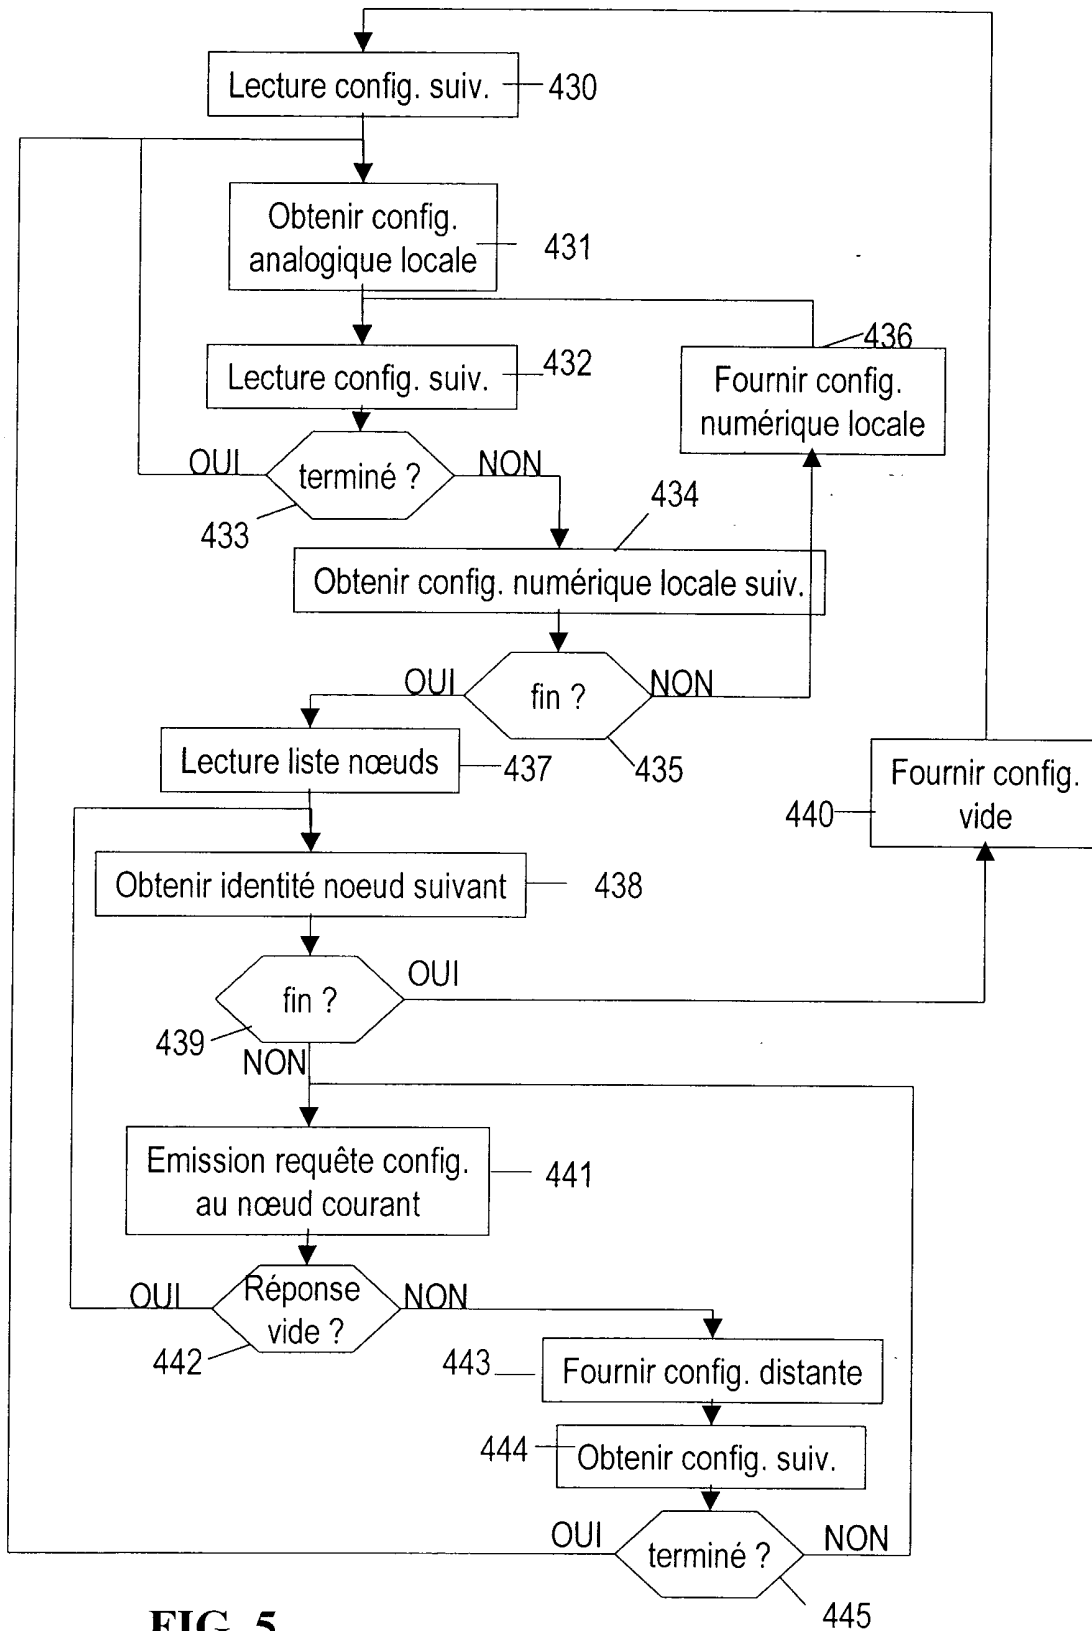 Lecture config. suiv.
430
Obtenir config.
analogique locale
431
Lecture config. suiv.
432
436
Fournir config.
numérique locale
OUI
terminé ?
NON
433
434
Obtenir config. numérique locale suiv.
OUI
fin ?
NON
435
Lecture liste nœuds
437
Fournir config.
vide
440
Obtenir identité noeud suivant
438
fin ?
OUI
439
NON
Emission requête config.
au nœud courant
441
OUI
Réponse
vide ?
NON
442
443
Fournir config. distante
444
Obtenir config. suiv.
OUI
terminé ?
NON
445
FIG. 5